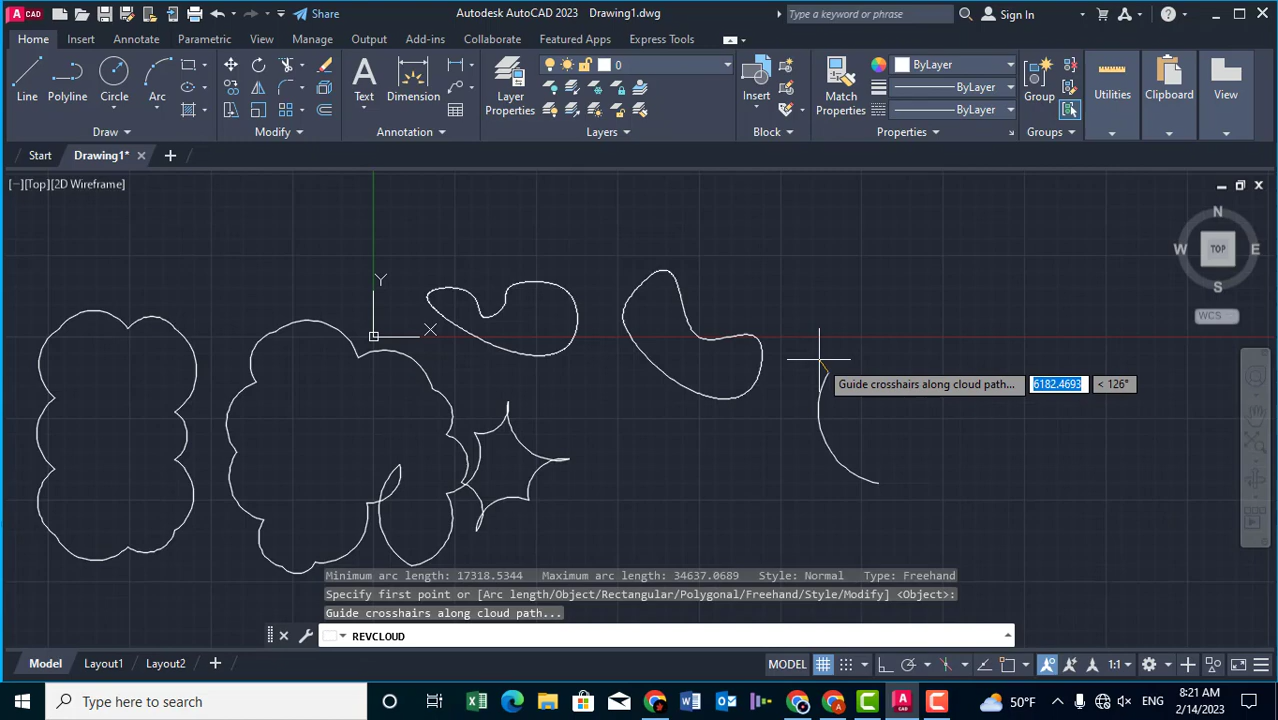 CAD
Share
Autodesk AutoCAD 2023 Drawing1.dwg
Type a keyword or phrase
Sign In
Home Insert Annotate Parametric View Manage Output Add-ins Collaborate Featured Apps Express Tools
Line Polyline Circle Arc
Text Dimension
Layer Properties
0
Insert
Match Properties
ByLayer
ByLayer
ByLayer
Group Utilities Clipboard View
Draw Modify Annotation Layers Block Properties Groups
Start Drawing1* +
[−][Top][2D Wireframe]
N
W TOP E
S
WCS
Y
X
Guide crosshairs along cloud path... 6182.4693 < 126°
Minimum arc length: 17318.5344 Maximum arc length: 34637.0689 Style: Normal Type: Freehand
Specify first point or [Arc length/Object/Rectangular/Polygonal/Freehand/Style/Modify] <Object>:
Guide crosshairs along cloud path...
REVCLOUD
Model Layout1 Layout2 +
MODEL 1:1
Type here to search
50°F
ENG
8:21 AM
2/14/2023